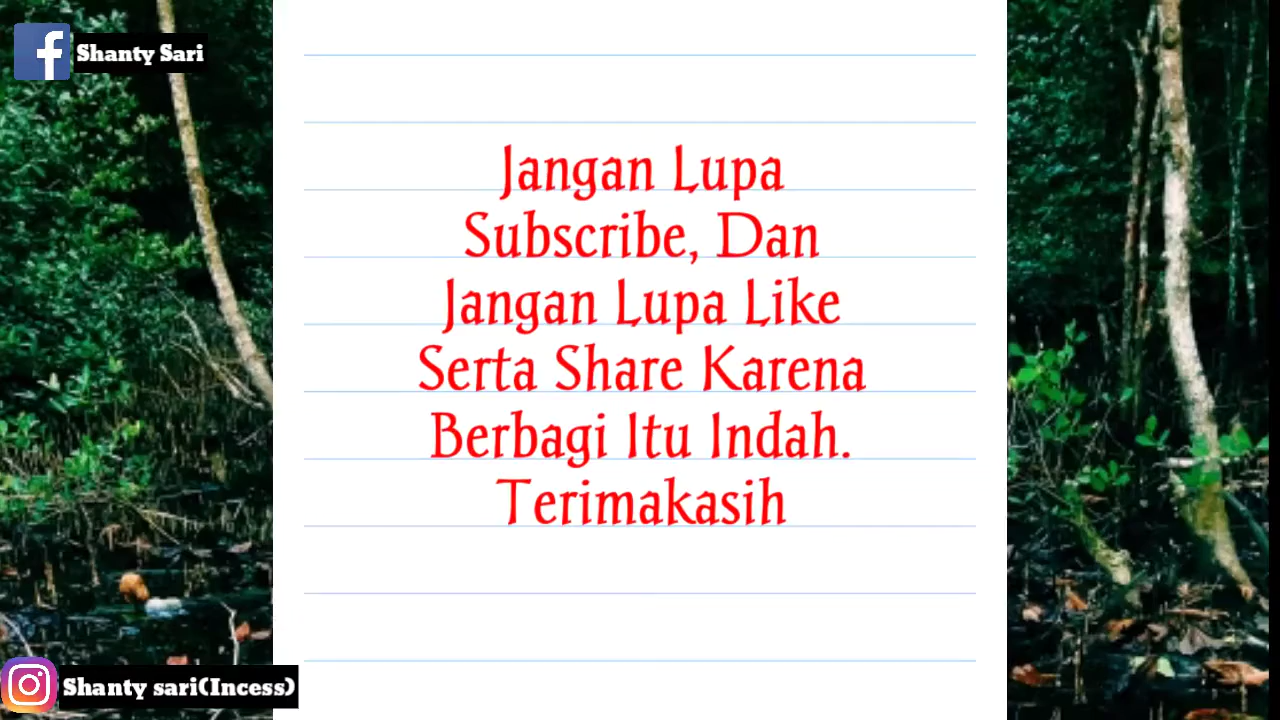 Shanty Sari
Jangan Lupa
Subscribe, Dan
Jangan Lupa Like
Serta Share Karena
Berbagi Itu Indah.
Terimakasih
Shanty sari(Incess)